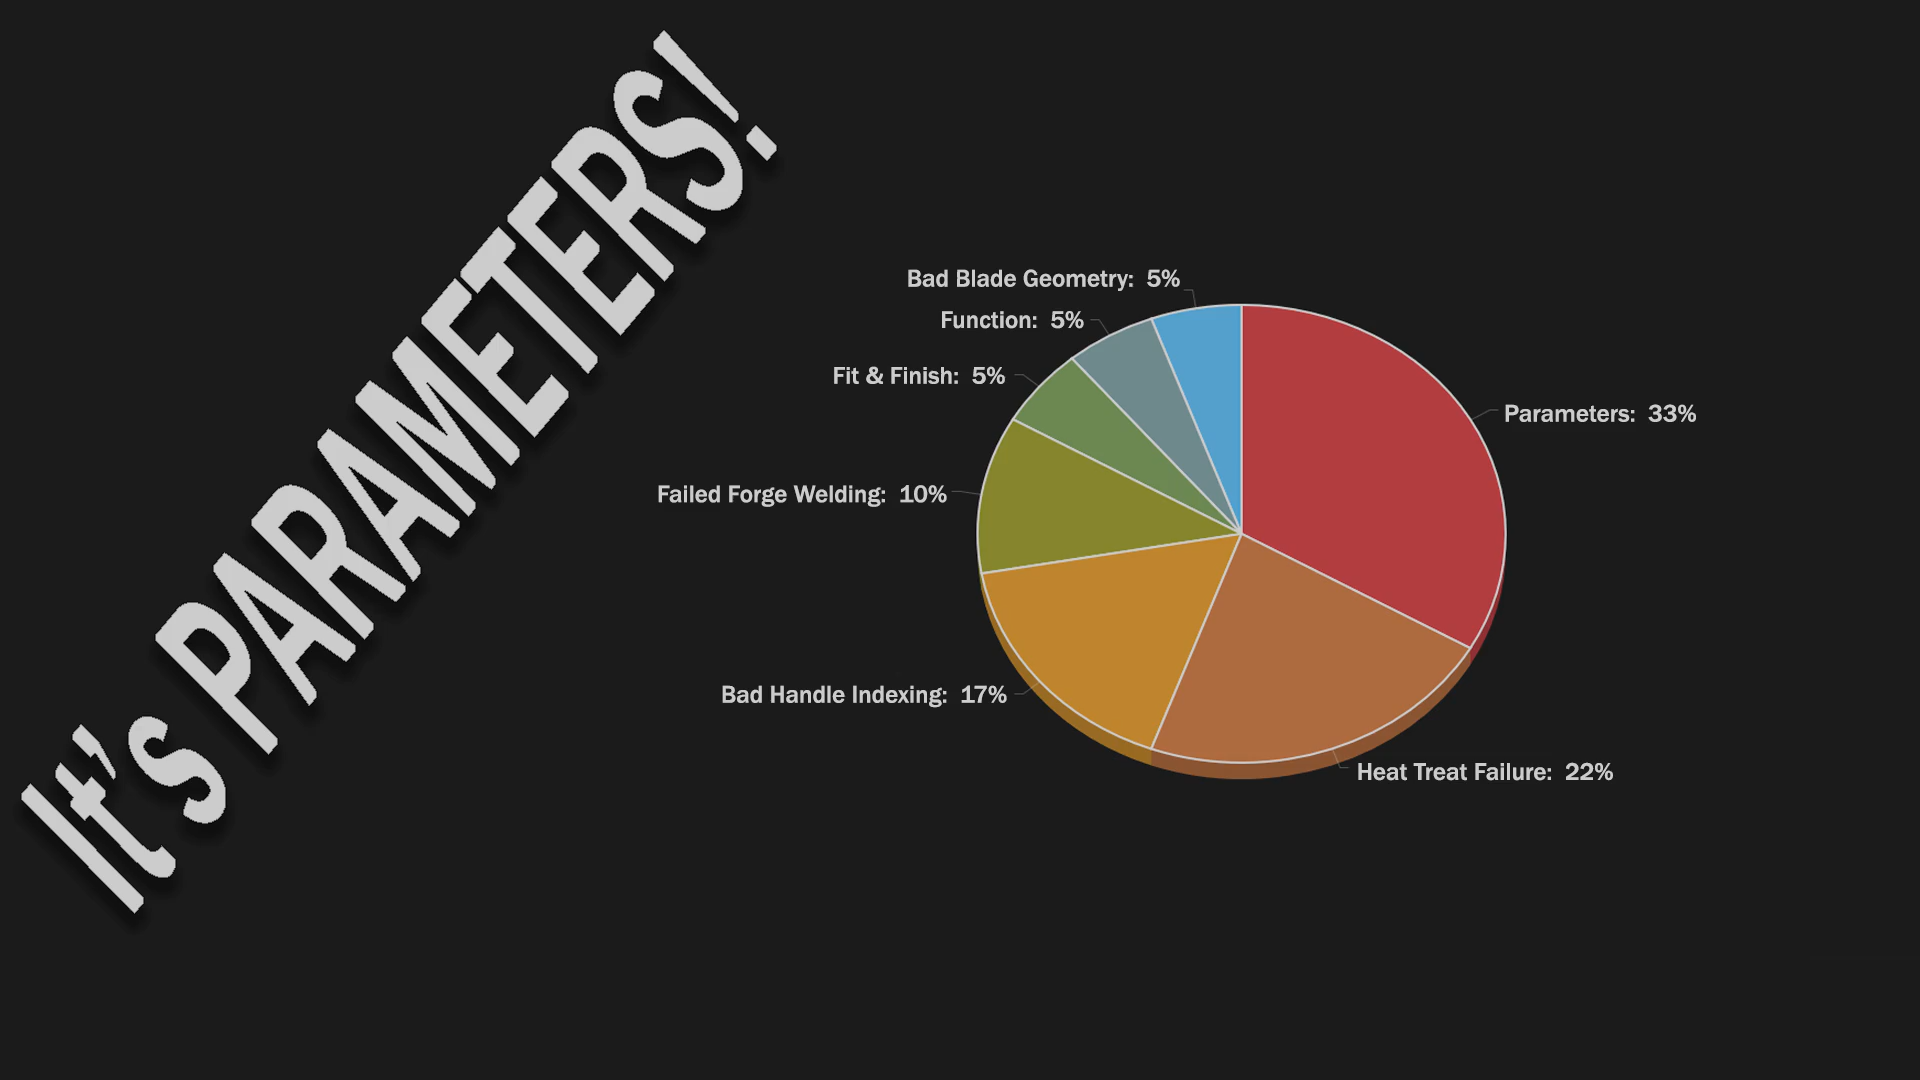 It's PARAMETERS!
Bad Blade Geometry: 5%
Function: 5%
Fit & Finish: 5%
Parameters: 33%
Failed Forge Welding: 10%
Bad Handle Indexing: 17%
Heat Treat Failure: 22%